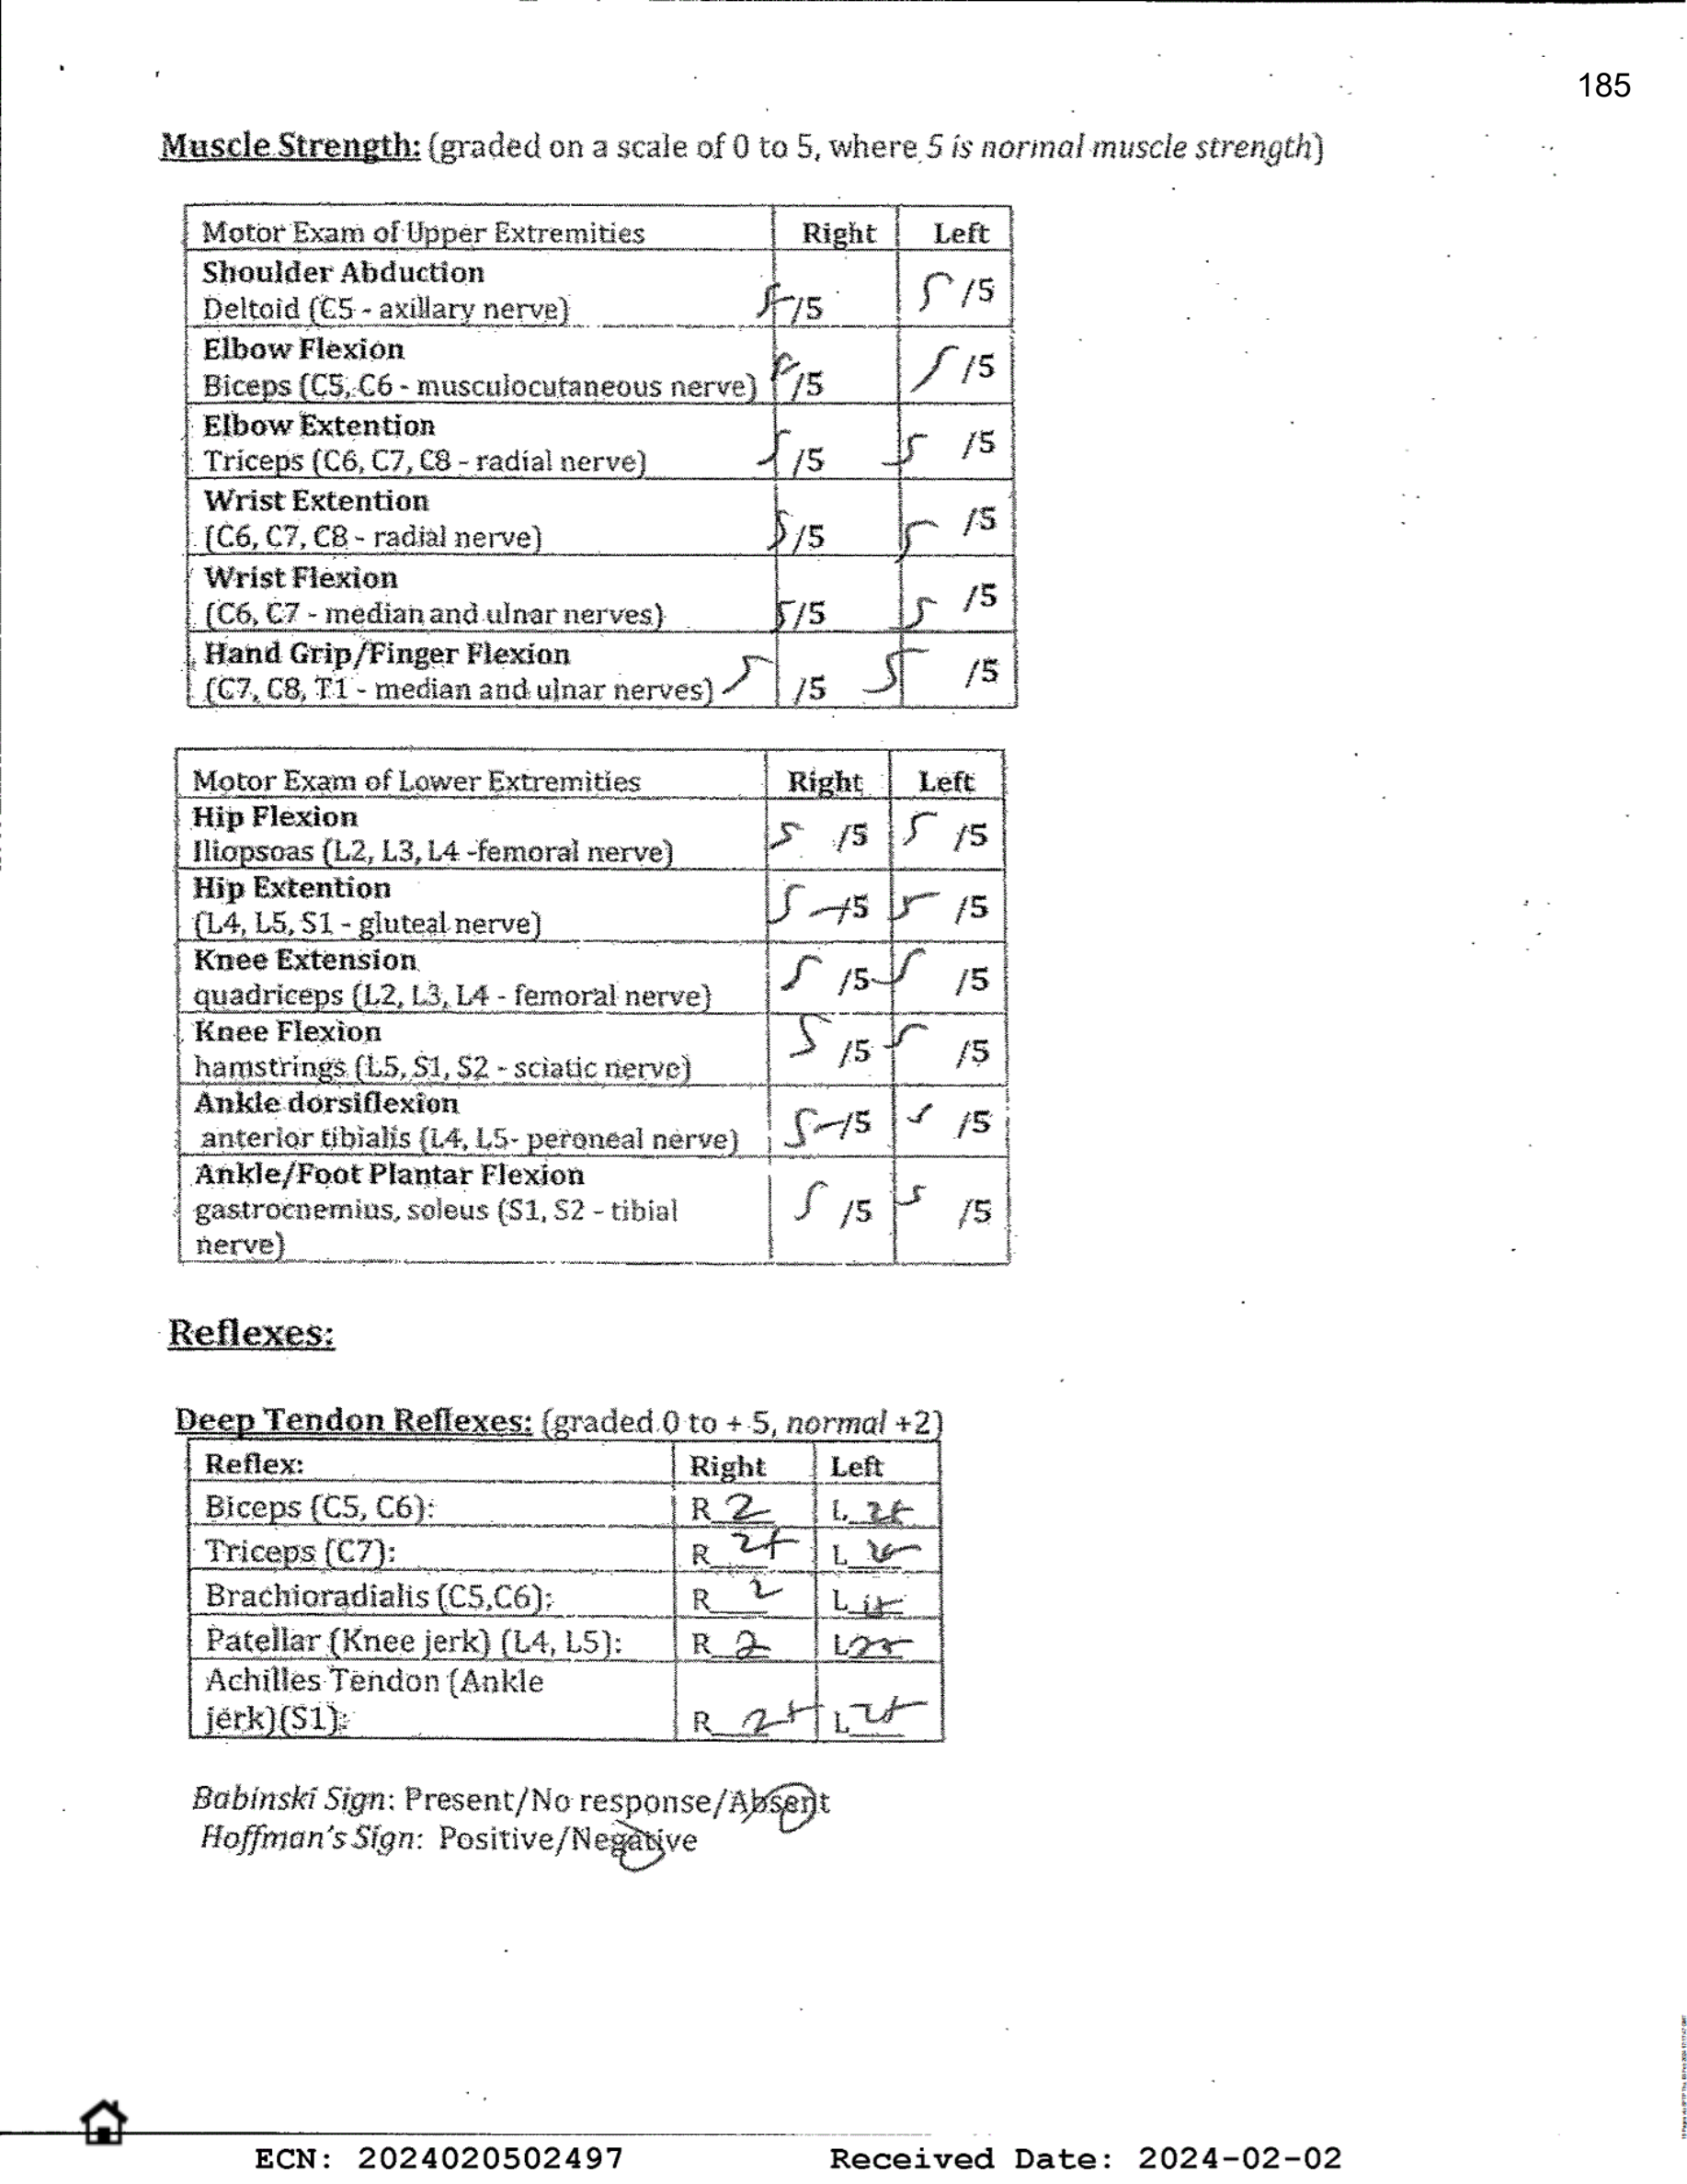 185
Muscle Strength: (graded on a scale of 0 to 5, where 5 is normal muscle strength)
Motor Exam of Upper Extremities Right Left
Shoulder Abduction
Deltoid (C5 - axillary nerve) 5/5 5/5
Elbow Flexion
Biceps (C5, C6 - musculocutaneous nerve) /5 5/5
Elbow Extention
Triceps (C6, C7, C8 - radial nerve) 5/5 5/5
Wrist Extention
(C6, C7, C8 - radial nerve) 5/5 5/5
Wrist Flexion
(C6, C7 - median and ulnar nerves) 5/5 5/5
Hand Grip/Finger Flexion
(C7, C8, T1 - median and ulnar nerves) 5/5 5/5
Motor Exam of Lower Extremities Right Left
Hip Flexion
Iliopsoas (L2, L3, L4 -femoral nerve) 5/5 5/5
Hip Extention
(L4, L5, S1 - gluteal nerve) 5/5 5/5
Knee Extension
quadriceps (L2, L3, L4 - femoral nerve) 5/5 5/5
Knee Flexion
hamstrings (L5, S1, S2 - sciatic nerve) 5/5 5/5
Ankle dorsiflexion
anterior tibialis (L4, L5- peroneal nerve) 5/5 5/5
Ankle/Foot Plantar Flexion
gastrocnemius, soleus (S1, S2 - tibial 5/5 5/5
nerve)
Reflexes:
Deep Tendon Reflexes: (graded 0 to + 5, normal +2)
Reflex: Right Left
Biceps (C5, C6): R 2 L 2+
Triceps (C7): R 2+ L
Brachioradialis (C5,C6): R 2 L
Patellar (Knee jerk) (L4, L5): R 2 L
Achilles Tendon (Ankle
jerk)(S1): R 2+ L 2+
Babinski Sign: Present/No response/Absent
Hoffman's Sign: Positive/Negative
ECN: 2024020502497 Received Date: 2024-02-02